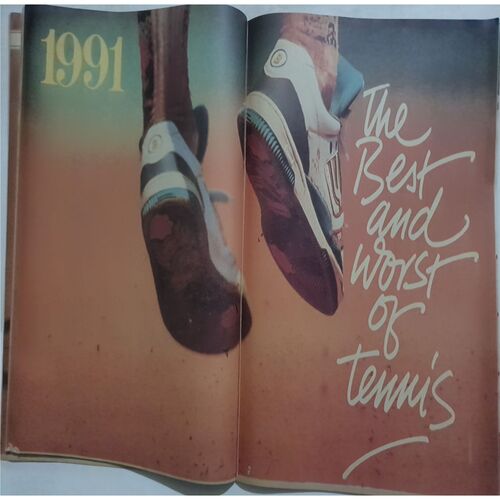 1991
The
Best
and
worst
of
tennis